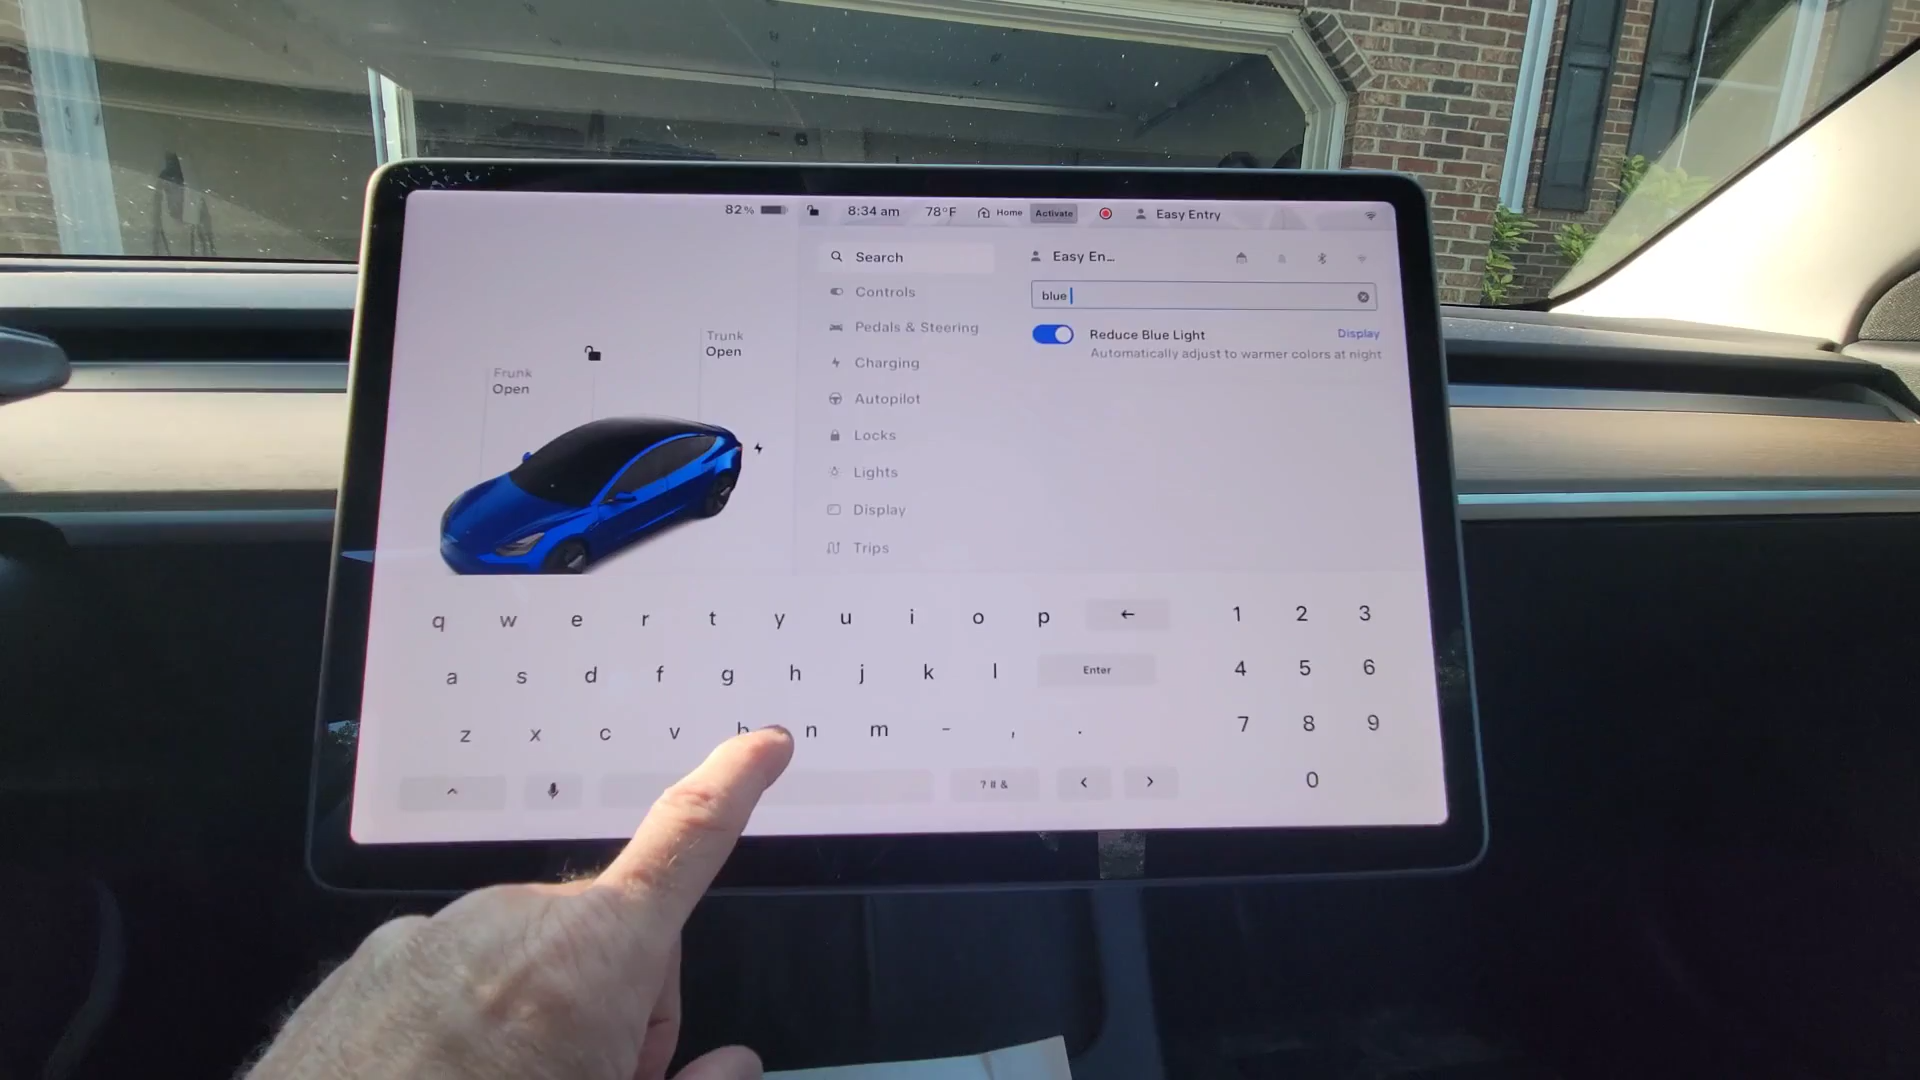 82%
8:34 am
78°F
Home
Activate
Easy Entry
Search
Controls
Pedals & Steering
Charging
Autopilot
Locks
Lights
Display
Trips
Easy En...
blue
Reduce Blue Light
Display
Automatically adjust to warmer colors at night
Trunk
Open
Frunk
Open
q w e r t y u i o p ← 1 2 3
a s d f g h j k l Enter 4 5 6
z x c v b n m - , . 7 8 9
? # & < > 0